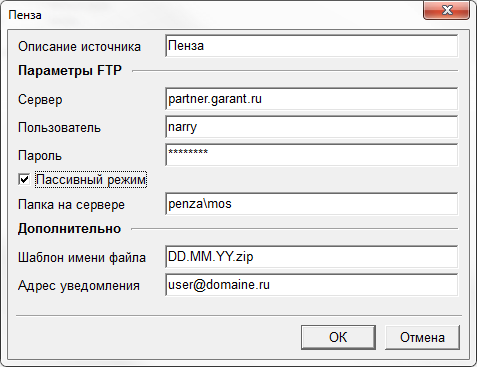 Пенза
Описание источника Пенза
Параметры FTP
Сервер partner.garant.ru
Пользователь narry
Пароль ********
Пассивный режим
Папка на сервере penza\mos
Дополнительно
Шаблон имени файла DD.MM.YY.zip
Адрес уведомления user@domaine.ru
OK Отмена